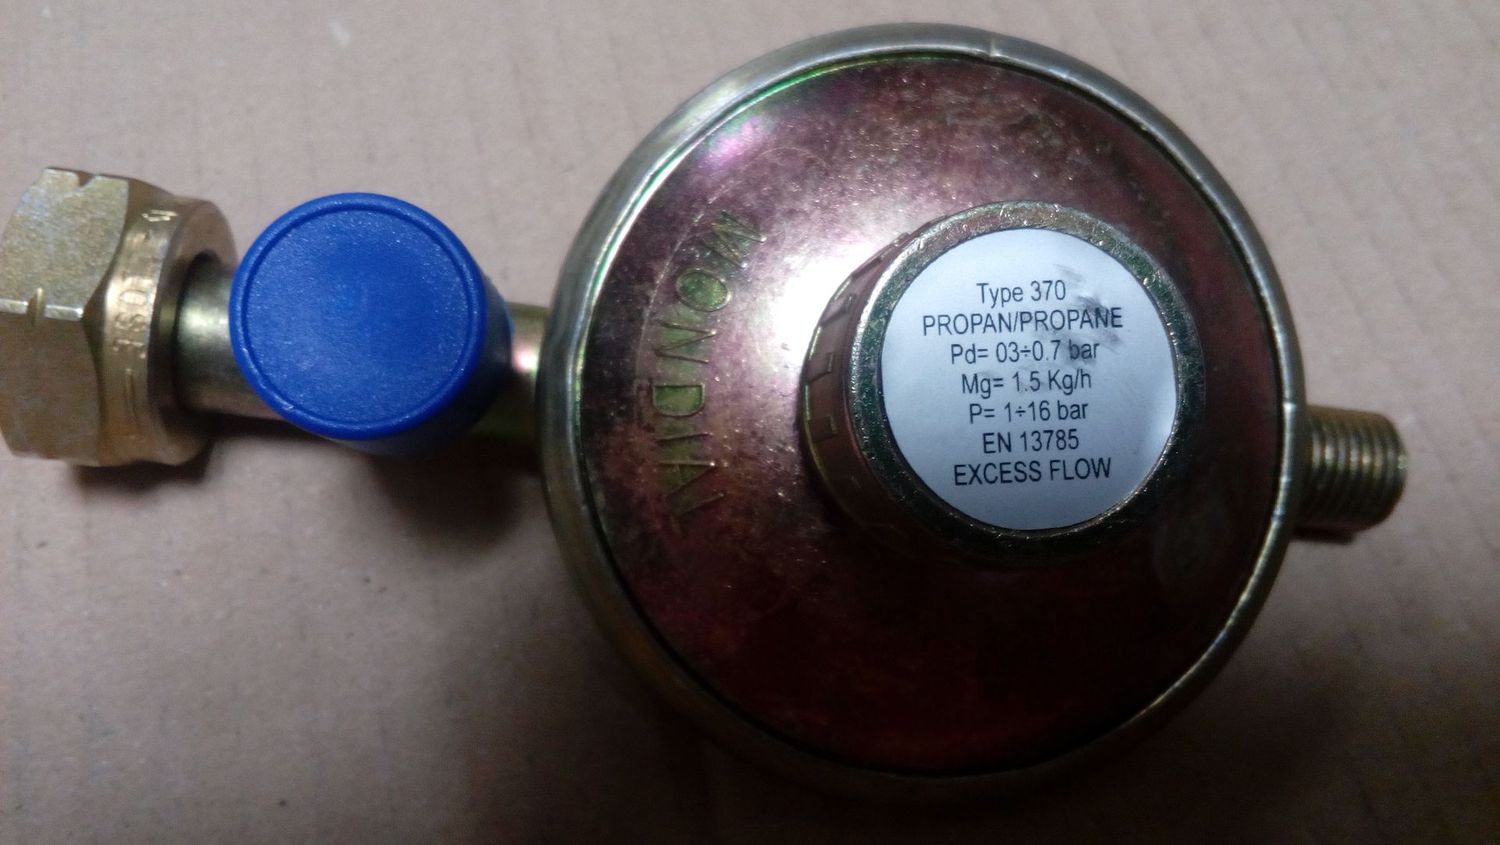 MONDIAL
Type 370
PROPAN/PROPANE
Pd= 03÷0.7 bar
Mg= 1.5 Kg/h
P= 1÷16 bar
EN 13785
EXCESS FLOW